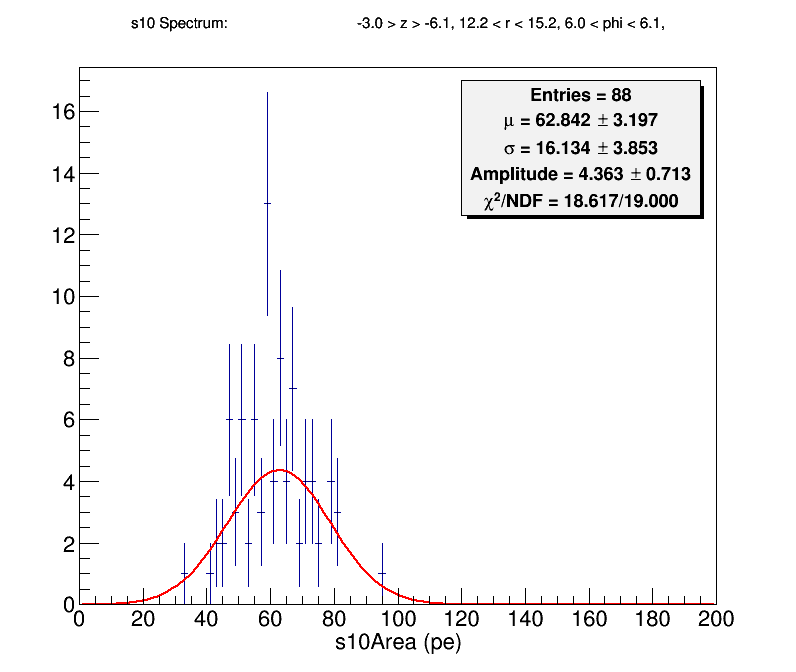 s10 Spectrum: -3.0 > z > -6.1, 12.2 < r < 15.2, 6.0 < phi < 6.1,
Entries = 88
μ = 62.842 ± 3.197
σ = 16.134 ± 3.853
Amplitude = 4.363 ± 0.713
χ²/NDF = 18.617/19.000
16
14
12
10
8
6
4
2
0
0 20 40 60 80 100 120 140 160 180 200
s10Area (pe)